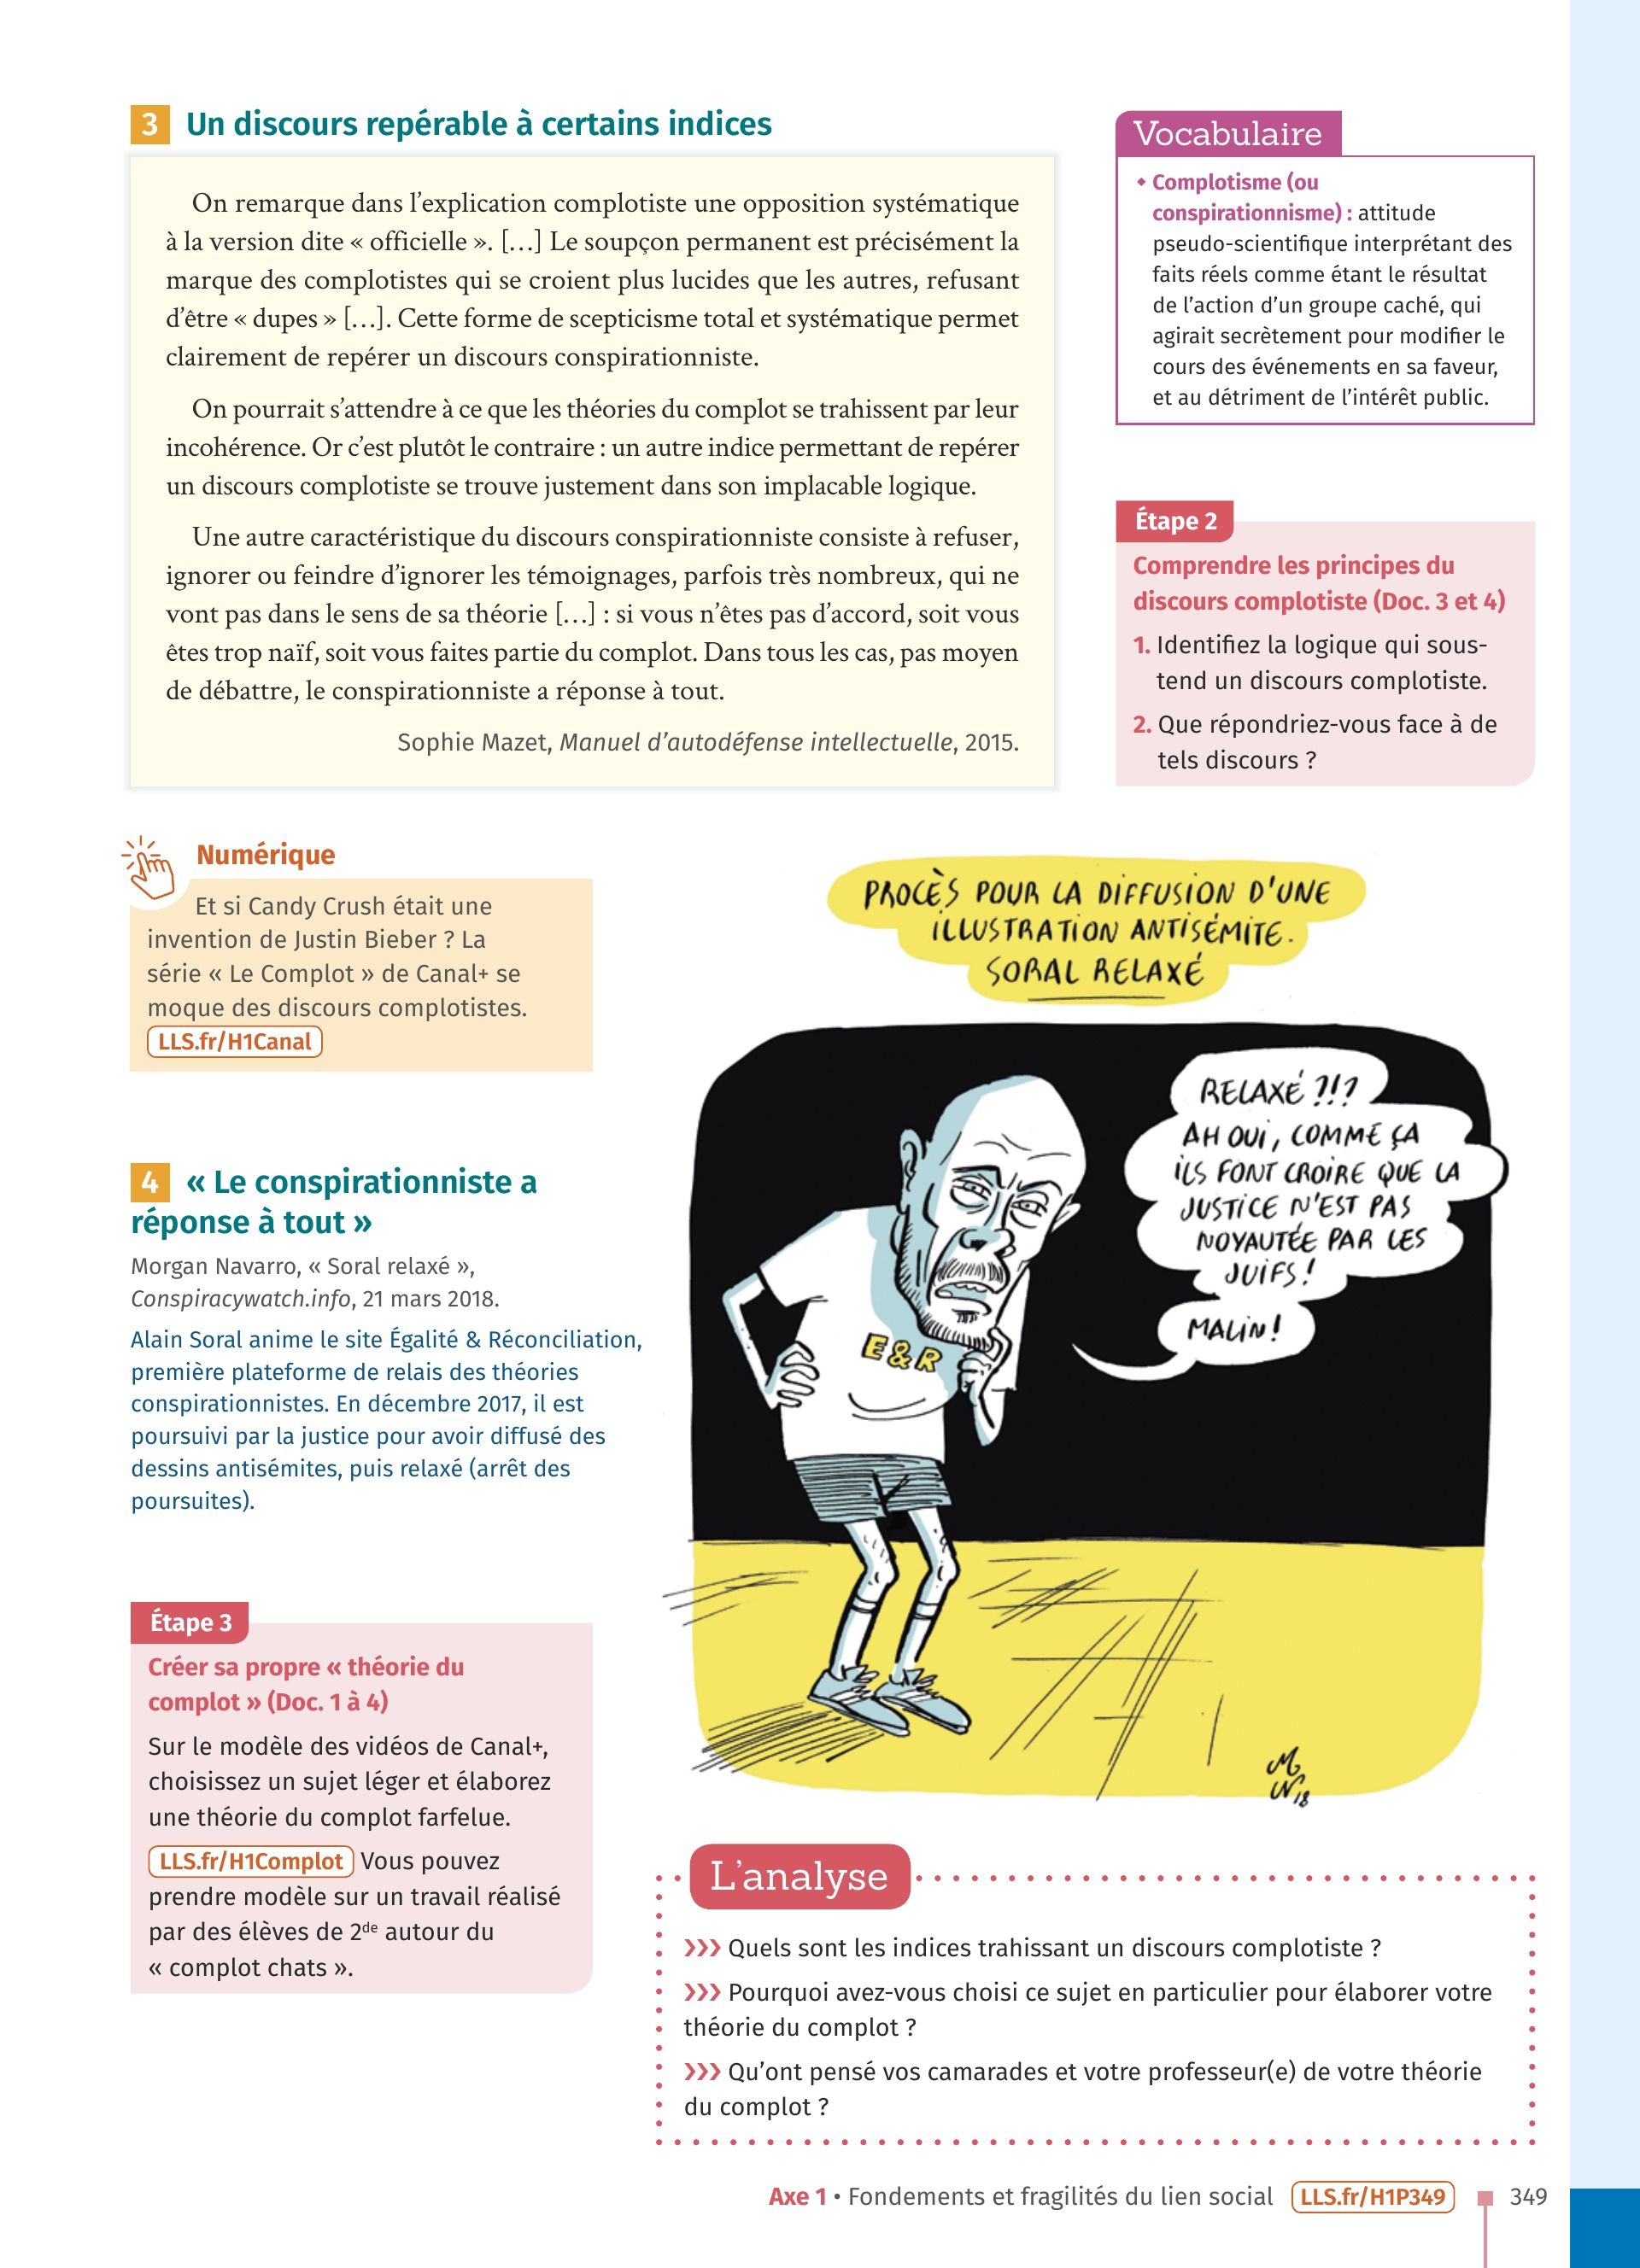 3 Un discours repérable à certains indices
On remarque dans l'explication complotiste une opposition systématique
à la version dite « officielle ». […] Le soupçon permanent est précisément la
marque des complotistes qui se croient plus lucides que les autres, refusant
d'être « dupes » […]. Cette forme de scepticisme total et systématique permet
clairement de repérer un discours conspirationniste.
On pourrait s'attendre à ce que les théories du complot se trahissent par leur
incohérence. Or c'est plutôt le contraire : un autre indice permettant de repérer
un discours complotiste se trouve justement dans son implacable logique.
Une autre caractéristique du discours conspirationniste consiste à refuser,
ignorer ou feindre d'ignorer les témoignages, parfois très nombreux, qui ne
vont pas dans le sens de sa théorie […] : si vous n'êtes pas d'accord, soit vous
êtes trop naïf, soit vous faites partie du complot. Dans tous les cas, pas moyen
de débattre, le conspirationniste a réponse à tout.
Sophie Mazet, Manuel d'autodéfense intellectuelle, 2015.
Vocabulaire
• Complotisme (ou
conspirationnisme) : attitude
pseudo-scientifique interprétant des
faits réels comme étant le résultat
de l'action d'un groupe caché, qui
agirait secrètement pour modifier le
cours des événements en sa faveur,
et au détriment de l'intérêt public.
Étape 2
Comprendre les principes du
discours complotiste (Doc. 3 et 4)
1. Identifiez la logique qui sous-
tend un discours complotiste.
2. Que répondriez-vous face à de
tels discours ?
Numérique
Et si Candy Crush était une
invention de Justin Bieber ? La
série « Le Complot » de Canal+ se
moque des discours complotistes.
LLS.fr/H1Canal
4 « Le conspirationniste a
réponse à tout »
Morgan Navarro, « Soral relaxé »,
Conspiracywatch.info, 21 mars 2018.
Alain Soral anime le site Égalité & Réconciliation,
première plateforme de relais des théories
conspirationnistes. En décembre 2017, il est
poursuivi par la justice pour avoir diffusé des
dessins antisémites, puis relaxé (arrêt des
poursuites).
PROCÈS POUR LA DIFFUSION D'UNE
ILLUSTRATION ANTISÉMITE.
SORAL RELAXÉ
RELAXÉ ?!?
AH OUI, COMME ÇA
ILS FONT CROIRE QUE LA
JUSTICE N'EST PAS
NOYAUTÉE PAR LES
JUIFS !
MALIN !
E&R
M
N 18
Étape 3
Créer sa propre « théorie du
complot » (Doc. 1 à 4)
Sur le modèle des vidéos de Canal+,
choisissez un sujet léger et élaborez
une théorie du complot farfelue.
LLS.fr/H1Complot Vous pouvez
prendre modèle sur un travail réalisé
par des élèves de 2de autour du
« complot chats ».
L'analyse
››› Quels sont les indices trahissant un discours complotiste ?
››› Pourquoi avez-vous choisi ce sujet en particulier pour élaborer votre
théorie du complot ?
››› Qu'ont pensé vos camarades et votre professeur(e) de votre théorie
du complot ?
Axe 1 • Fondements et fragilités du lien social LLS.fr/H1P349 349